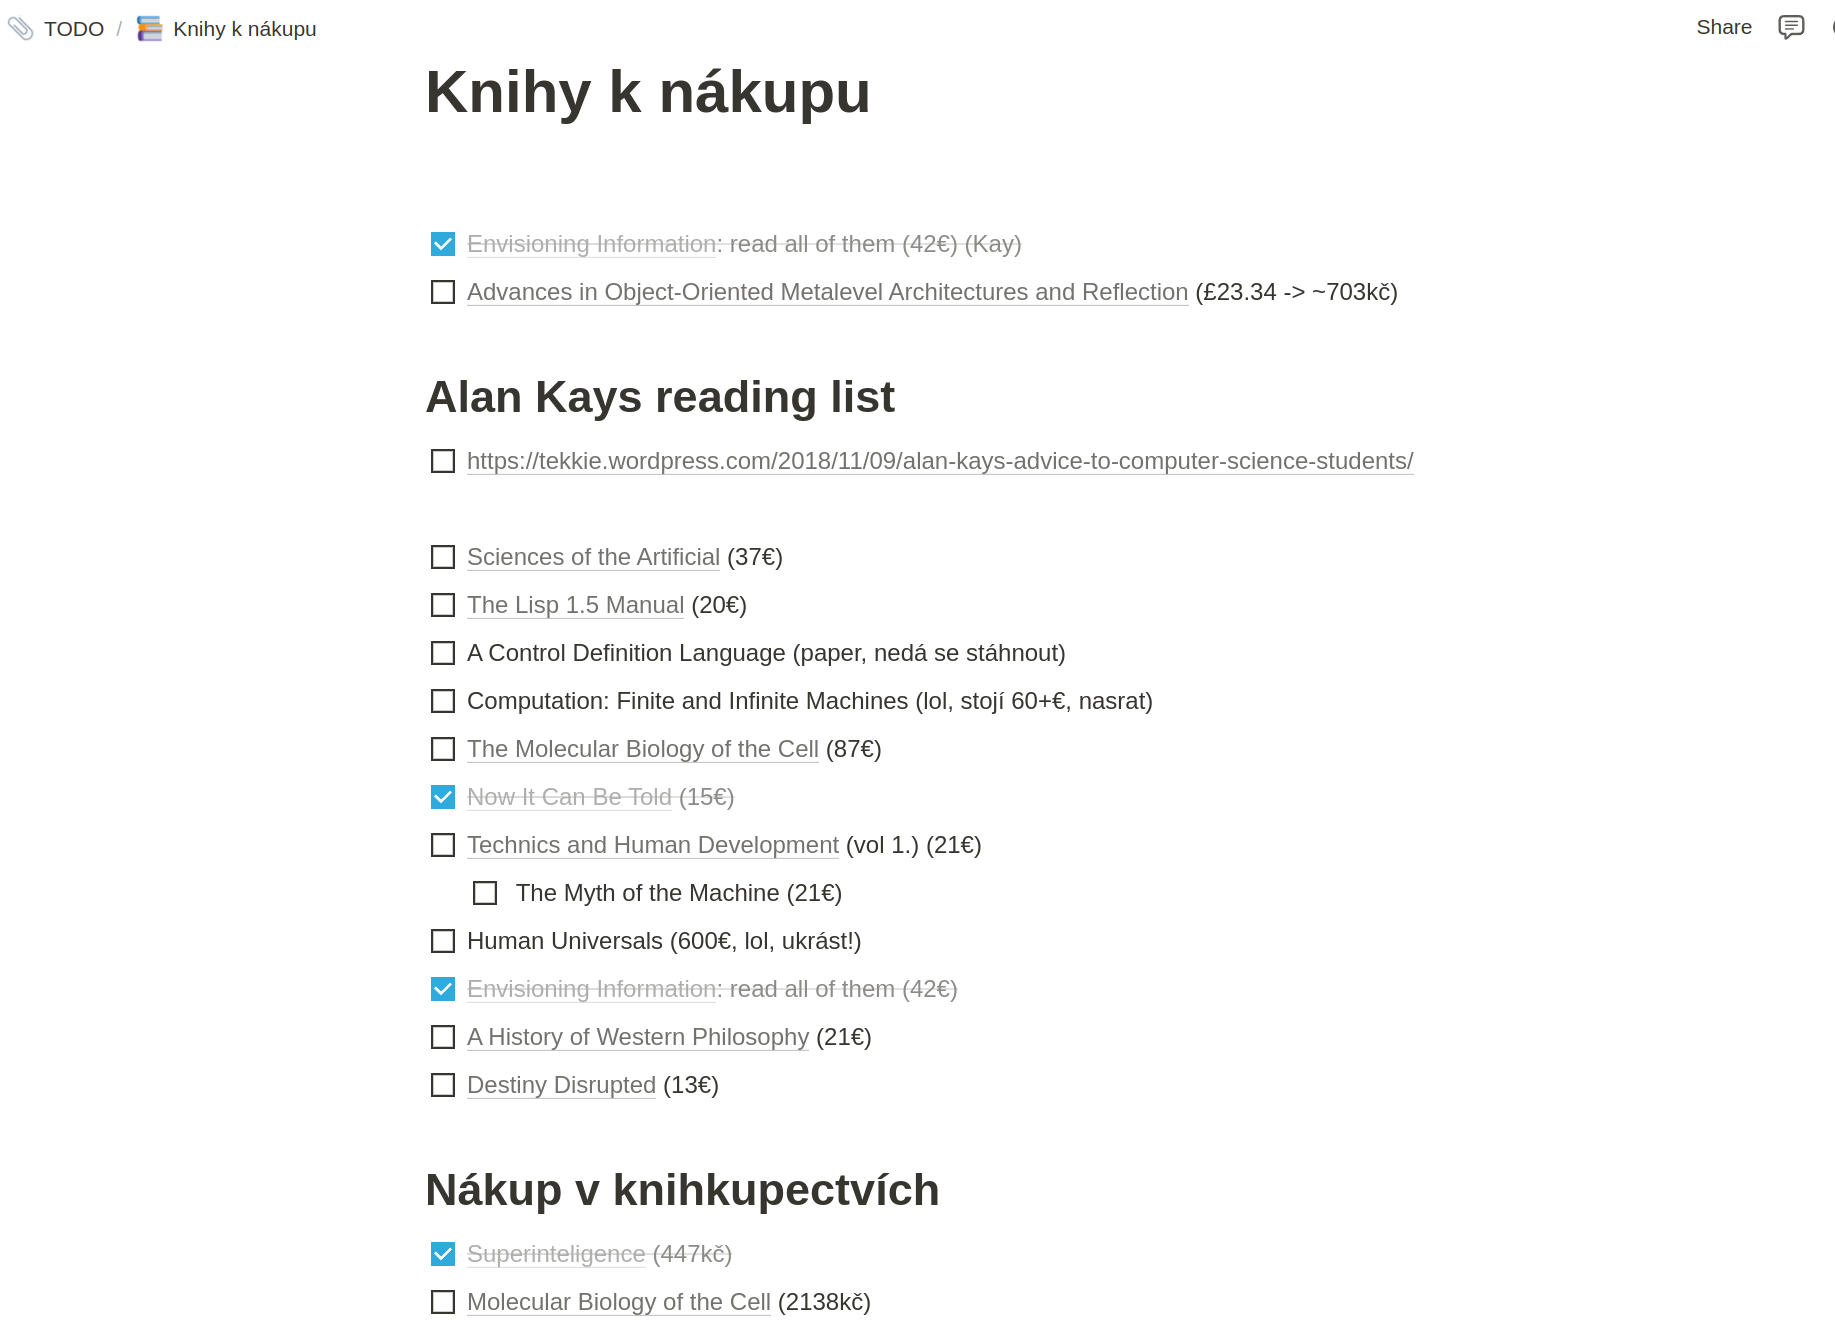 TODO / Knihy k nákupu
Share
Knihy k nákupu
Envisioning Information: read all of them (42€) (Kay)
Advances in Object-Oriented Metalevel Architectures and Reflection (£23.34 -> ~703kč)
Alan Kays reading list
https://tekkie.wordpress.com/2018/11/09/alan-kays-advice-to-computer-science-students/
Sciences of the Artificial (37€)
The Lisp 1.5 Manual (20€)
A Control Definition Language (paper, nedá se stáhnout)
Computation: Finite and Infinite Machines (lol, stojí 60+€, nasrat)
The Molecular Biology of the Cell (87€)
Now It Can Be Told (15€)
Technics and Human Development (vol 1.) (21€)
The Myth of the Machine (21€)
Human Universals (600€, lol, ukrást!)
Envisioning Information: read all of them (42€)
A History of Western Philosophy (21€)
Destiny Disrupted (13€)
Nákup v knihkupectvích
Superinteligence (447kč)
Molecular Biology of the Cell (2138kč)